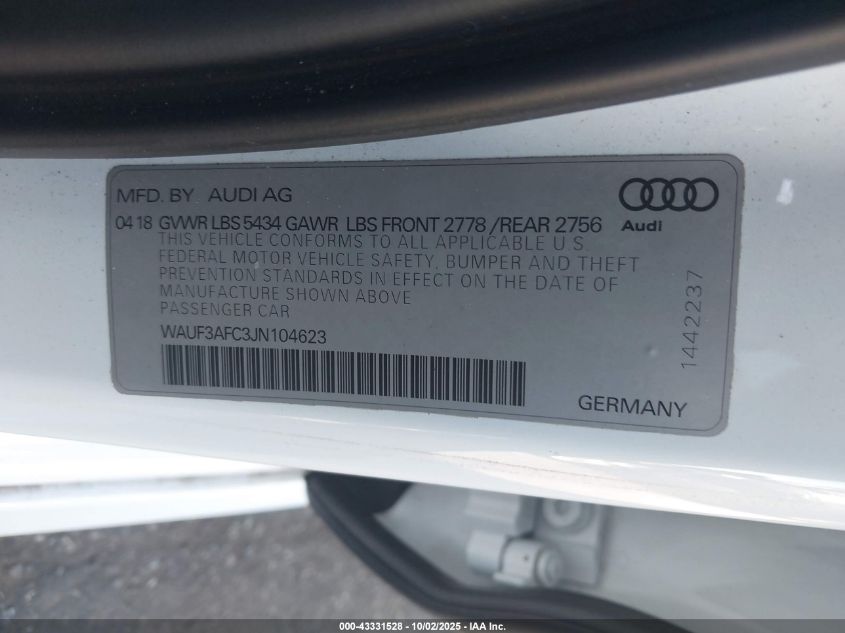 MFD. BY AUDI AG
04 18 GVWR LBS 5434 GAWR LBS FRONT 2778 /REAR 2756
THIS VEHICLE CONFORMS TO ALL APPLICABLE U.S.
FEDERAL MOTOR VEHICLE SAFETY, BUMPER AND THEFT
PREVENTION STANDARDS IN EFFECT ON THE DATE OF
MANUFACTURE SHOWN ABOVE
PASSENGER CAR
WAUF3AFC3JN104623
Audi
1442237
GERMANY
000-43331528 - 10/02/2025 - IAA Inc.